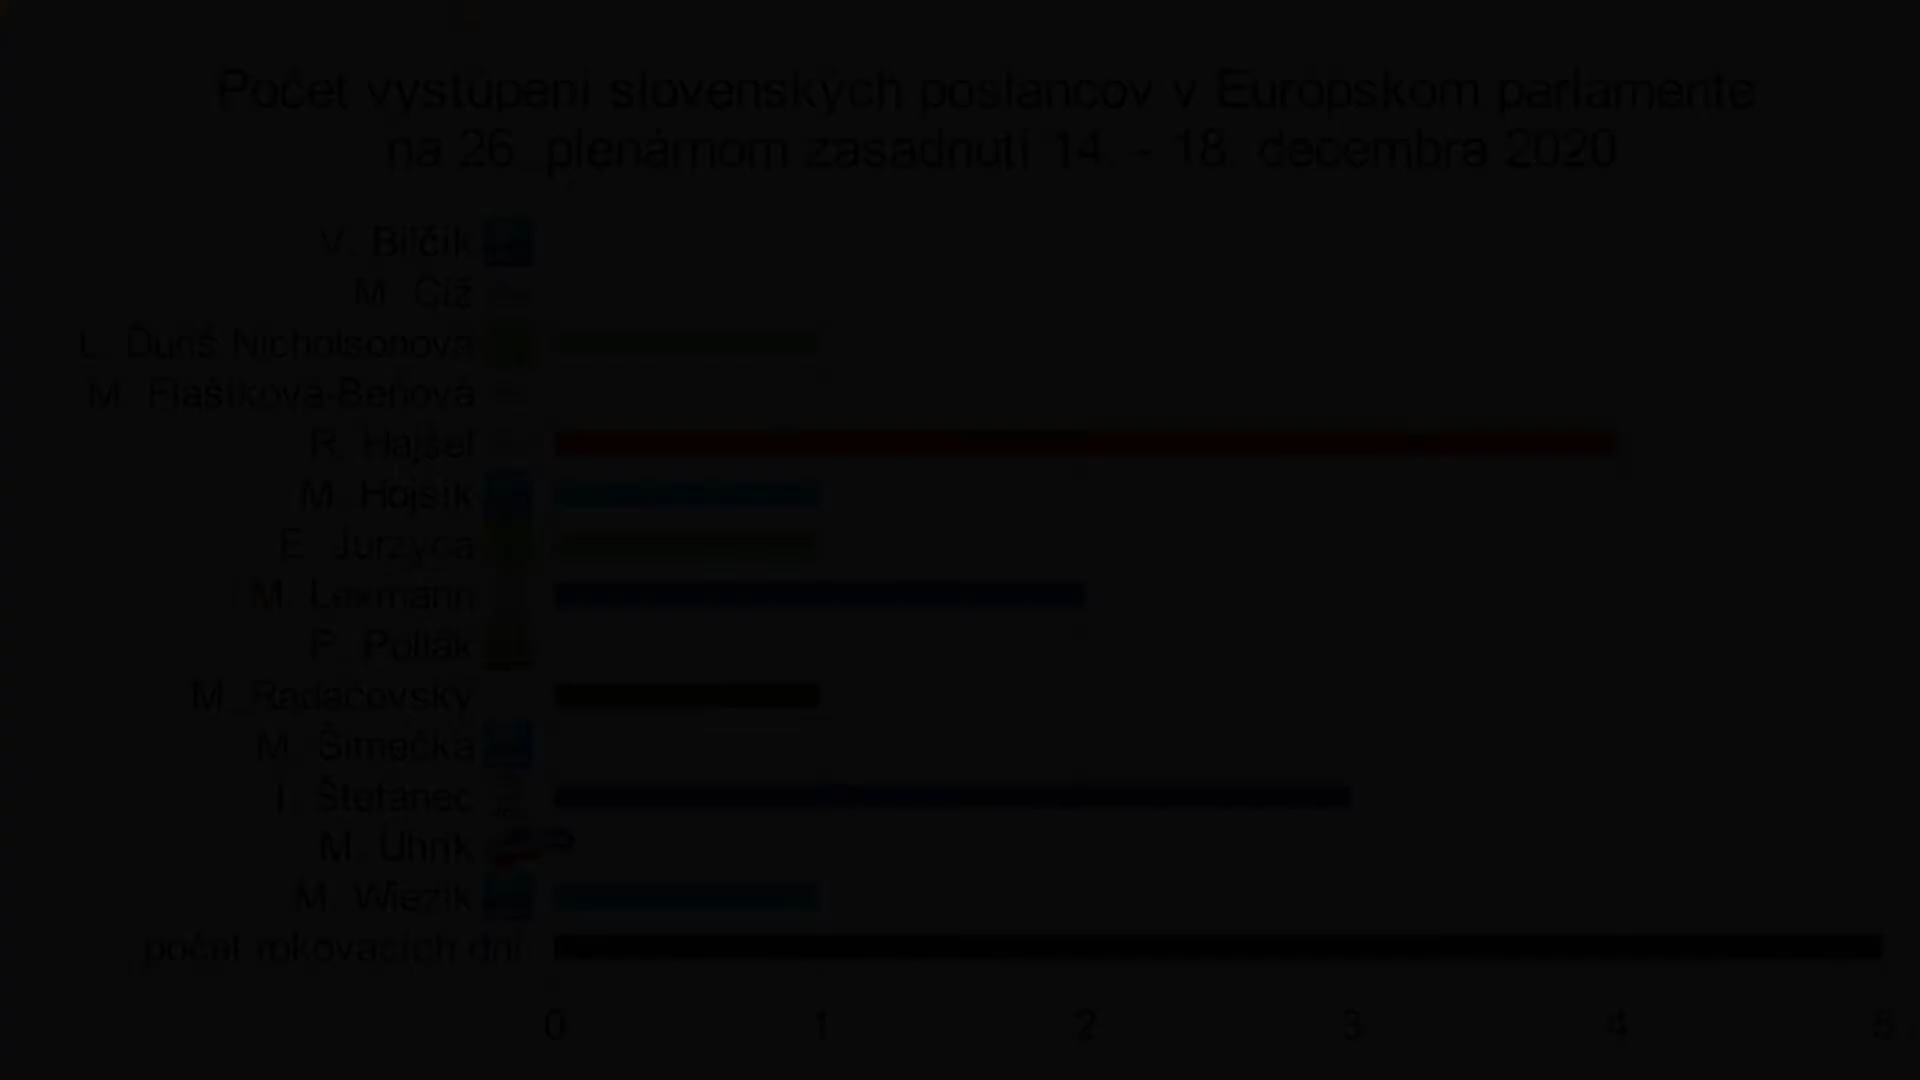 Počet vystúpení slovenských poslancov v Európskom parlamente
na 26. plenárnom zasadnutí 14. - 18. decembra 2020
V. Bilčík
M. Číž
L. Ďuriš Nicholsonová
M. Flašíková-Beňová
R. Hajšel
M. Hojsík
E. Jurzyca
M. Lexmann
P. Pollák
M. Radačovský
M. Šimečka
I. Štefanec
M. Uhrík
M. Wiezik
počet rokovacích dní
0 1 2 3 4 5